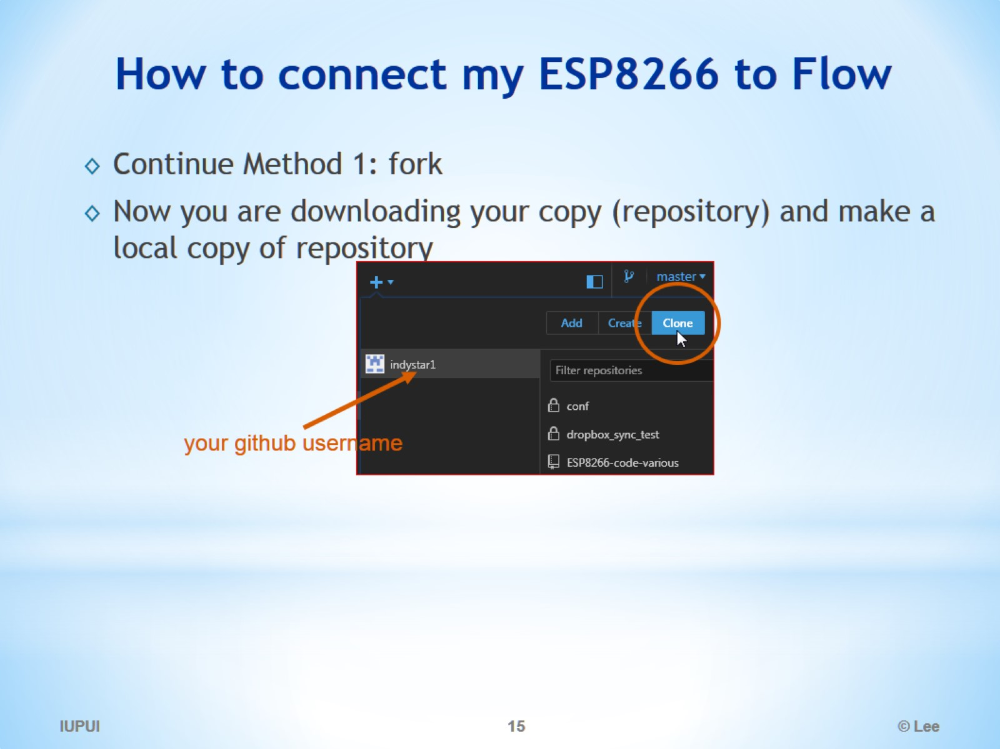 How to connect my ESP8266 to Flow
Continue Method 1: fork
Now you are downloading your copy (repository) and make a
local copy of repository
master
Add Create Clone
indystar1
Filter repositories
conf
your github username
dropbox_sync_test
ESP8266-code-various
IUPUI 15 © Lee